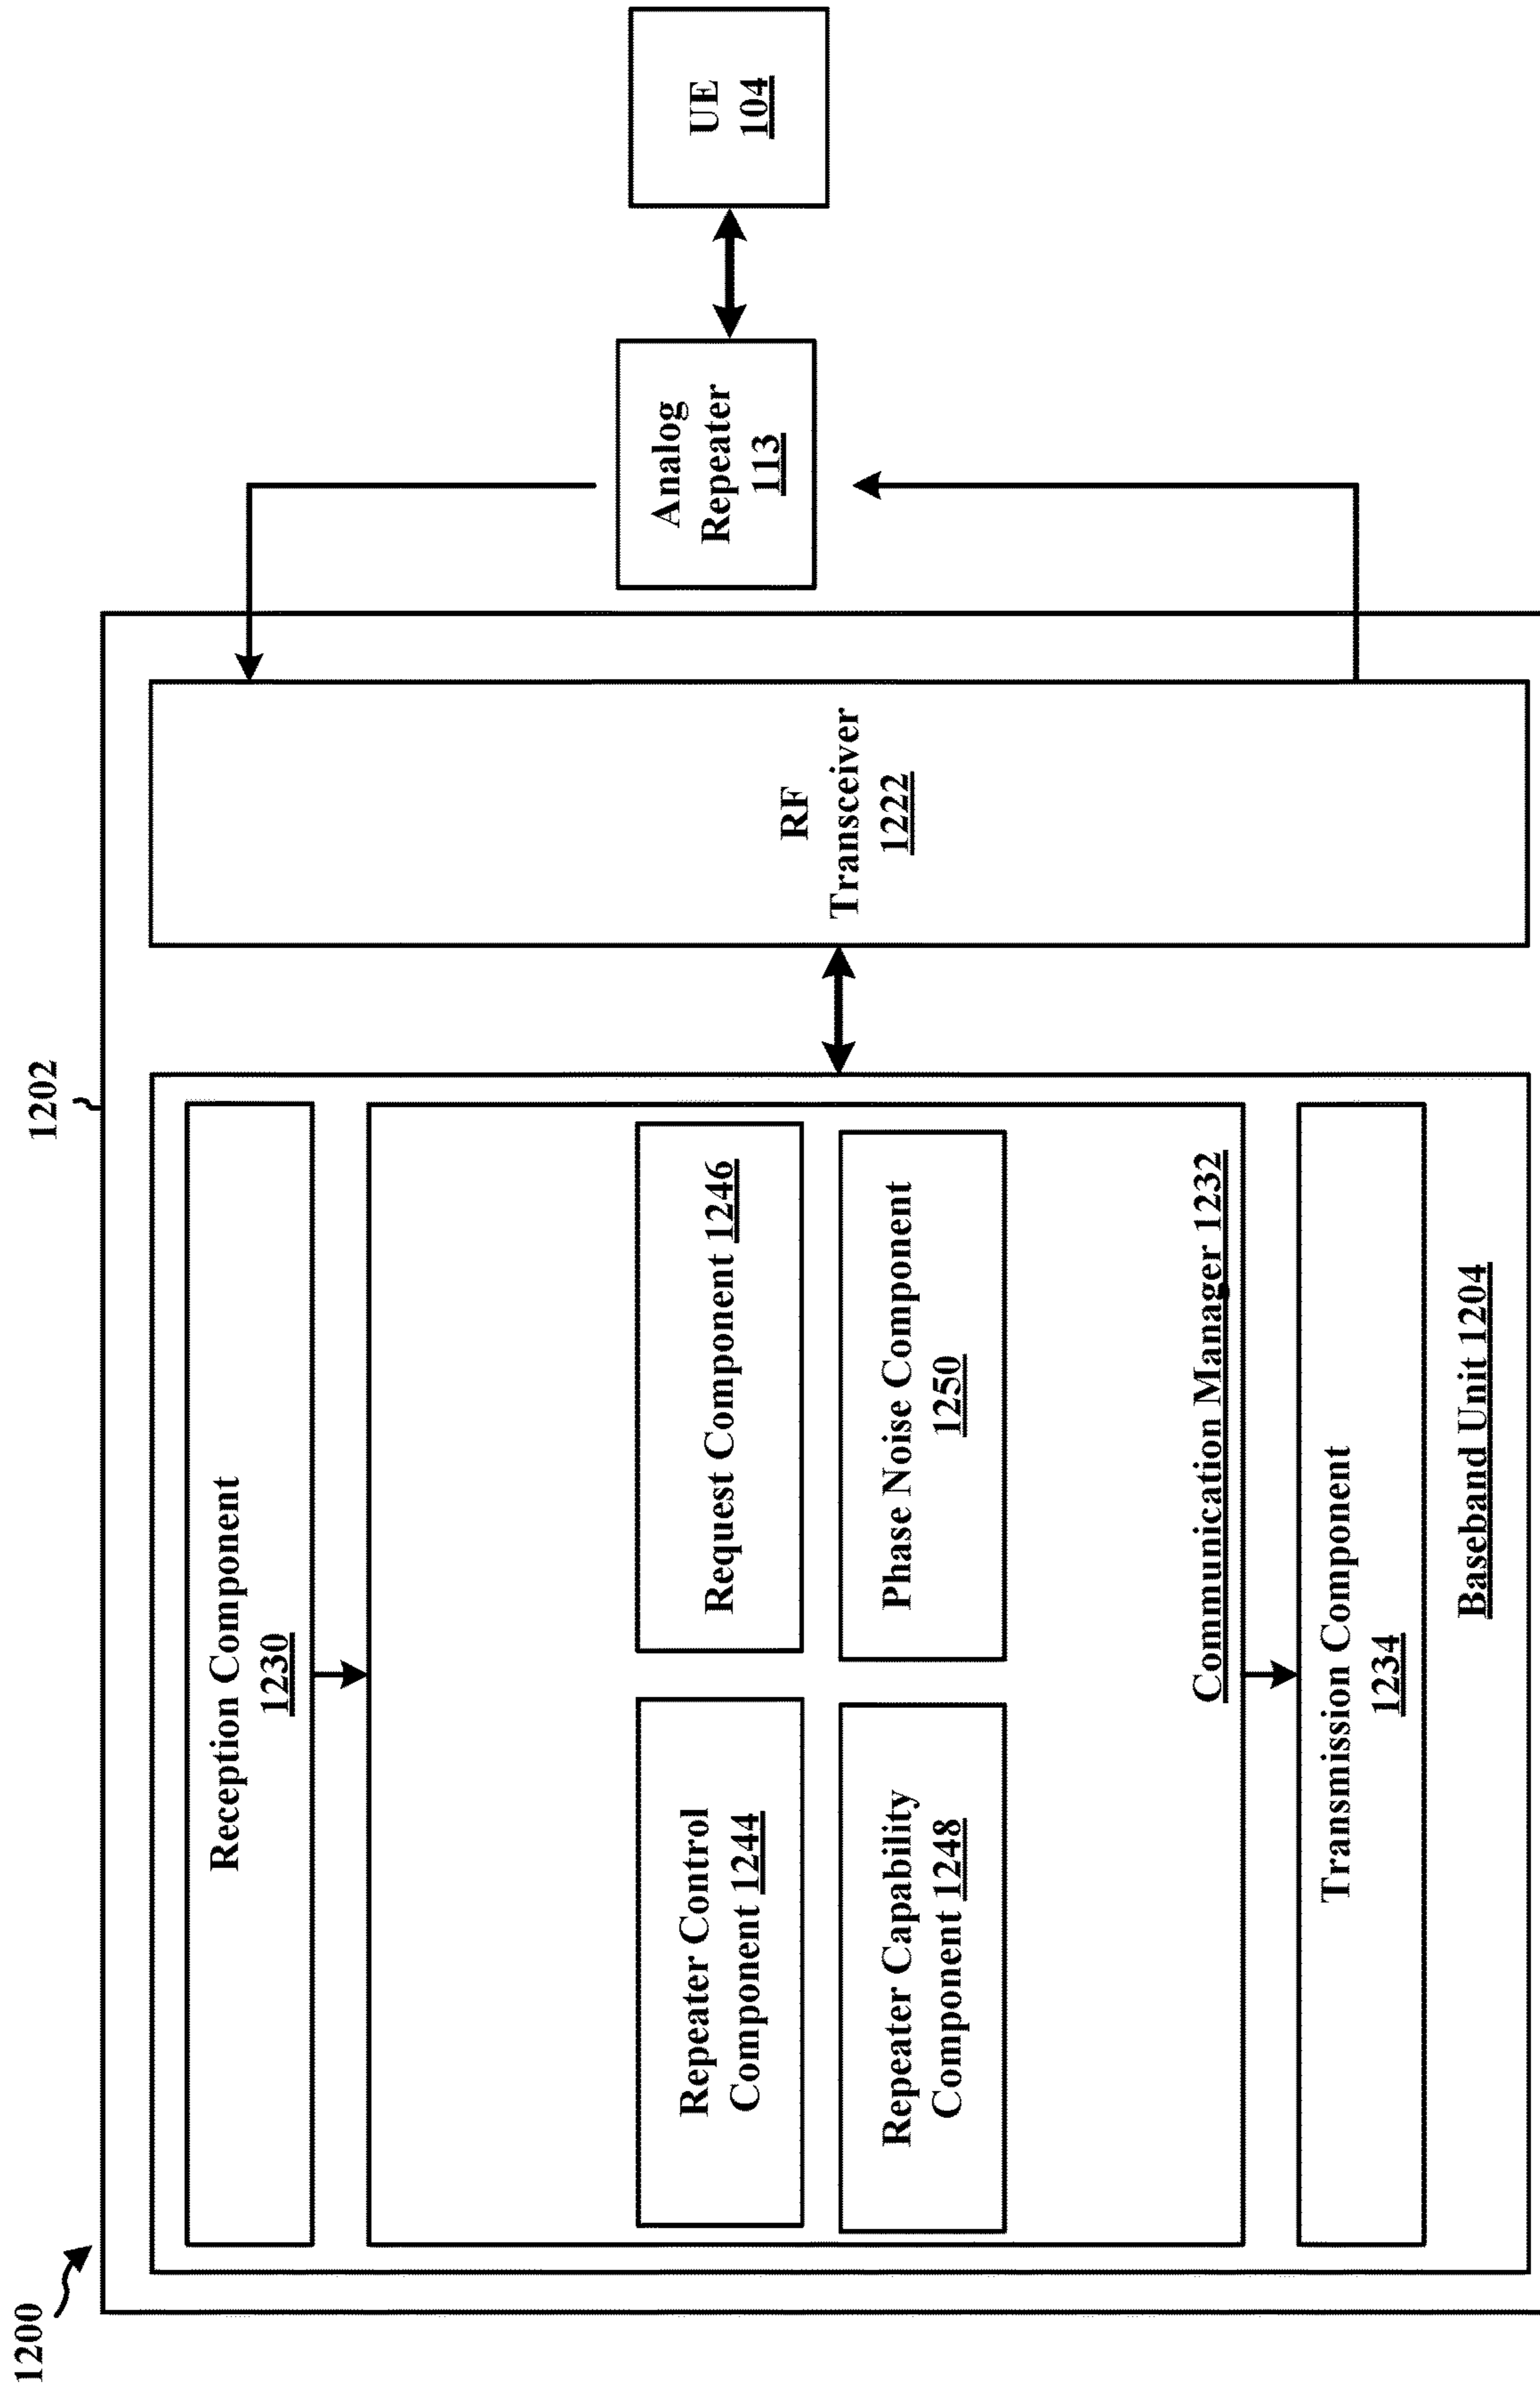 1200
1202
Reception Component
1230
Repeater Control
Component 1244
Request Component 1246
Repeater Capability
Component 1248
Phase Noise Component
1250
Communication Manager 1232
Transmission Component
1234
Baseband Unit 1204
RF
Transceiver
1222
Analog
Repeater
113
UE
104